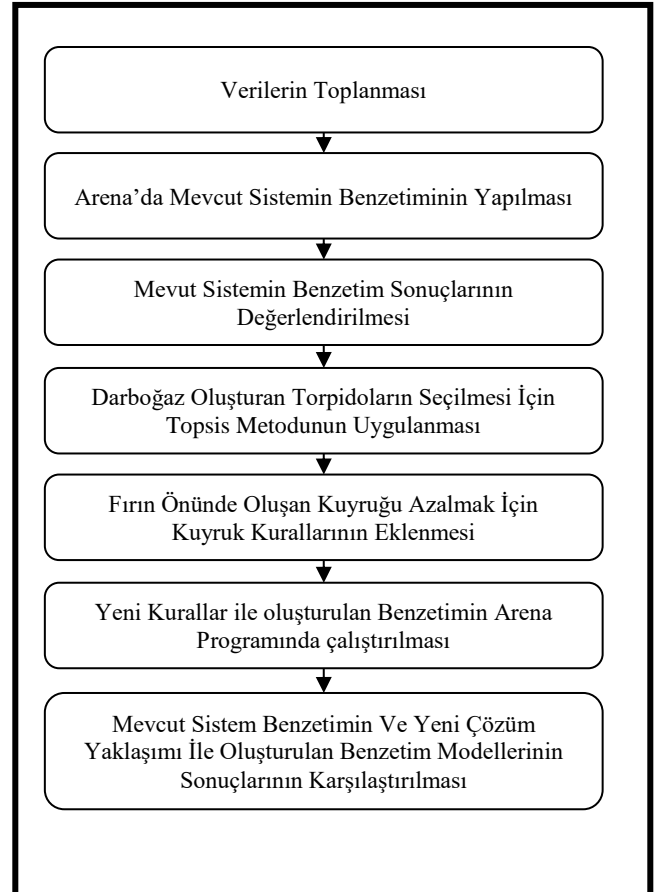 Verilerin Toplanması
Arena’da Mevcut Sistemin Benzetiminin Yapılması
Mevut Sistemin Benzetim Sonuçlarının
Değerlendirilmesi
Darboğaz Oluşturan Torpidoların Seçilmesi İçin
Topsis Metodunun Uygulanması
Fırın Önünde Oluşan Kuyruğu Azalmak İçin
Kuyruk Kurallarının Eklenmesi
Yeni Kurallar ile oluşturulan Benzetimin Arena
Programında çalıştırılması
Mevcut Sistem Benzetimin Ve Yeni Çözüm
Yaklaşımı İle Oluşturulan Benzetim Modellerinin
Sonuçlarının Karşılaştırılması